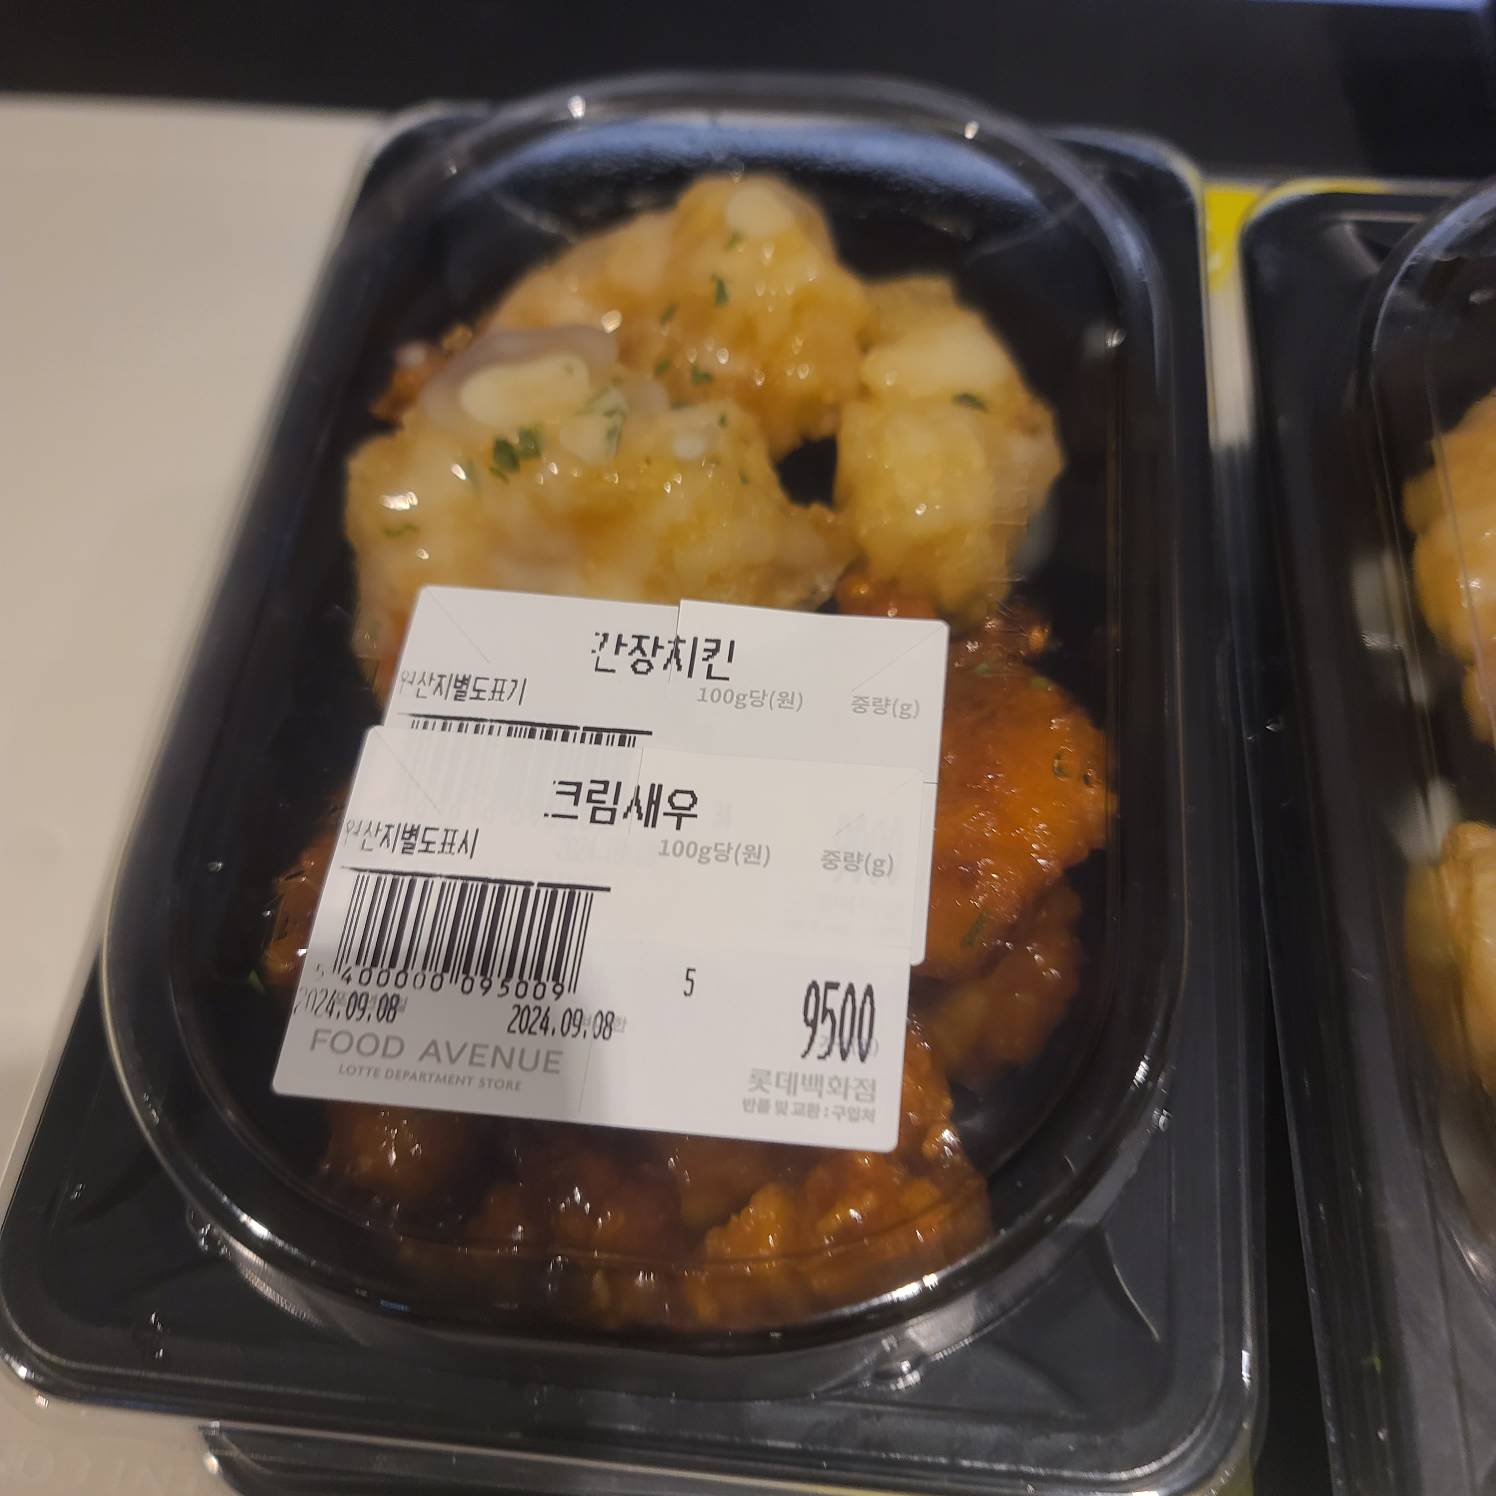 간장치킨
원산지별도표기
100g당(원) 중량(g)
크림새우
원산지별도표시
100g당(원) 중량(g)
5 400000 095009
5
9500
2024.09.08 2024.09.08
FOOD AVENUE
LOTTE DEPARTMENT STORE
롯데백화점
반품 및 교환 : 구입처